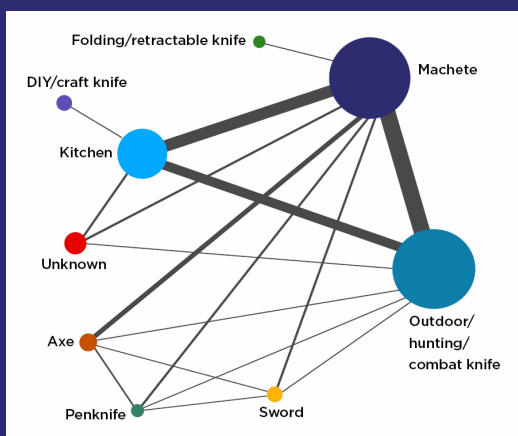 Folding/retractable knife
Machete
DIY/craft knife
Kitchen
Unknown
Outdoor/
hunting/
combat knife
Axe
Penknife
Sword